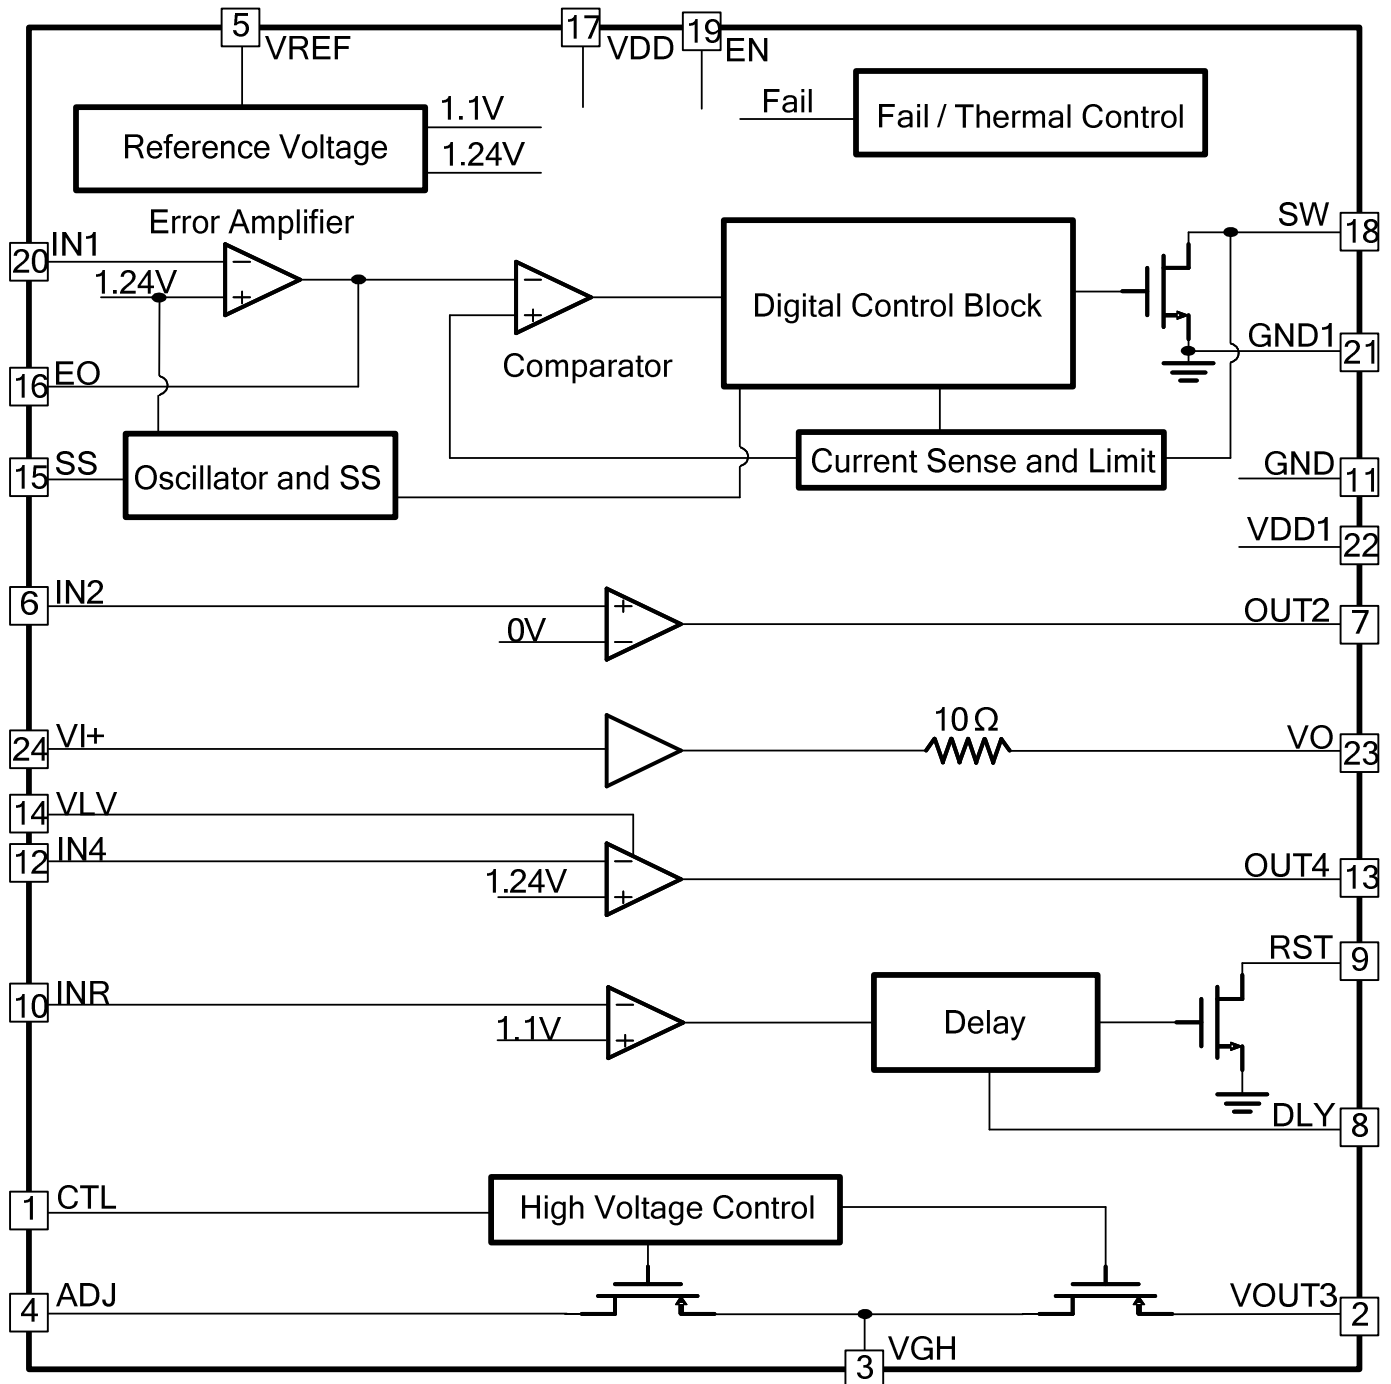 5
VREF
17
VDD
19
EN
Reference Voltage
1.1V
1.24V
Fail
Fail / Thermal Control
Error Amplifier
20
IN1
1.24V
−
+
−
+
Comparator
Digital Control Block
SW
18
GND1
21
16
EO
15
SS
Oscillator and SS
Current Sense and Limit
GND
11
VDD1
22
6
IN2
0V
+
−
OUT2
7
24
VI+
10 Ω
VO
23
14
VLV
12
IN4
1.24V
−
+
OUT4
13
10
INR
1.1V
−
+
Delay
RST
9
DLY
8
1
CTL
High Voltage Control
4
ADJ
VOUT3
2
3
VGH